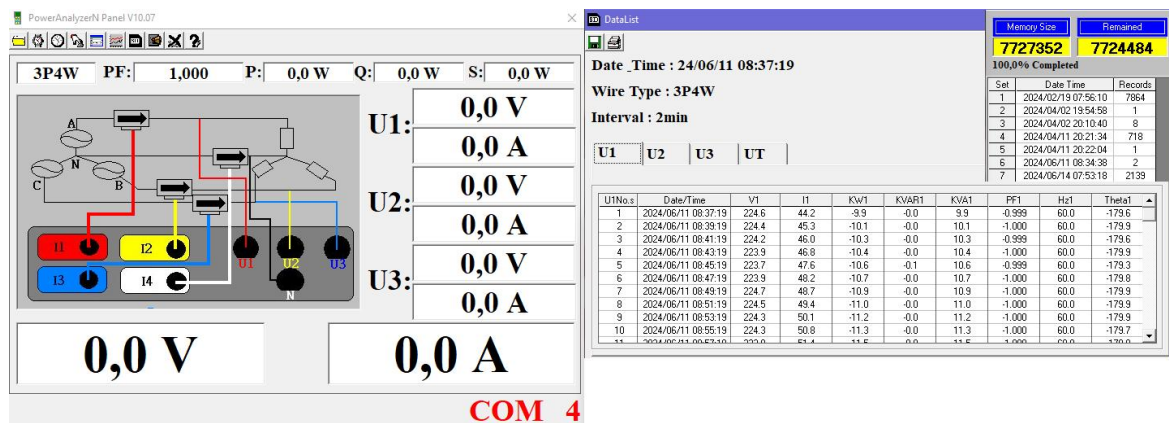 PowerAnalyzerN Panel V10.07
3P4W PF: 1,000 P: 0,0 W Q: 0,0 W S: 0,0 W
A
N
C
B
I1
I2
I3
I4
U1
U2
U3
N
U1: 0,0 V
0,0 A
U2: 0,0 V
0,0 A
U3: 0,0 V
0,0 A
0,0 V 0,0 A
COM 4
DataList
Date_Time : 24/06/11 08:37:19
Wire Type : 3P4W
Interval : 2min
U1 U2 U3 UT
Memory Size Remained
7727352 7724484
100,0% Completed
Set Date Time Records
1 2024/02/19 07:56:10 7864
2 2024/04/02 19:54:58 1
3 2024/04/02 20:10:40 8
4 2024/04/11 20:21:34 718
5 2024/04/11 20:22:04 1
6 2024/06/11 08:34:38 2
7 2024/06/14 07:53:18 2139
U1No.s Date/Time V1 I1 KW1 KVAR1 KVA1 PF1 Hz1 Theta1
1 2024/06/11 08:37:19 224.6 44.2 -9.9 -0.0 9.9 -0.999 60.0 -179.6
2 2024/06/11 08:39:19 224.4 45.3 -10.1 -0.0 10.1 -1.000 60.0 -179.9
3 2024/06/11 08:41:19 224.2 46.0 -10.3 -0.0 10.3 -0.999 60.0 -179.6
4 2024/06/11 08:43:19 223.9 46.8 -10.4 -0.0 10.4 -1.000 60.0 -179.9
5 2024/06/11 08:45:19 223.7 47.6 -10.6 -0.1 10.6 -0.999 60.0 -179.3
6 2024/06/11 08:47:19 223.9 48.2 -10.7 -0.0 10.7 -1.000 60.0 -179.8
7 2024/06/11 08:49:19 224.7 48.7 -10.9 -0.0 10.9 -1.000 60.0 -179.9
8 2024/06/11 08:51:19 224.5 49.4 -11.0 -0.0 11.0 -1.000 60.0 -179.9
9 2024/06/11 08:53:19 224.3 50.1 -11.2 -0.0 11.2 -1.000 60.0 -179.9
10 2024/06/11 08:55:19 224.3 50.8 -11.3 -0.0 11.3 -1.000 60.0 -179.7